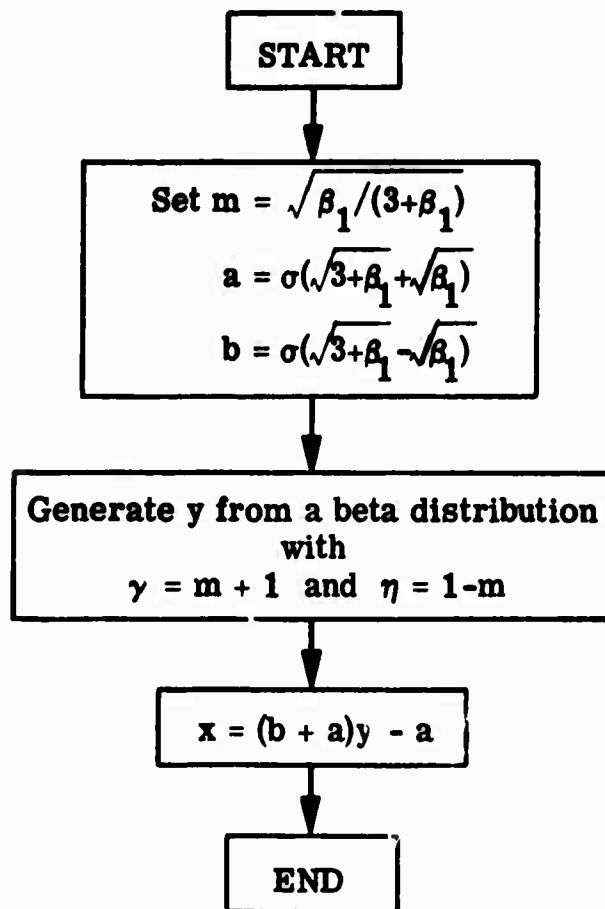 START
Set m = √β₁/(3+β₁)
a = σ(√3+β₁+√β₁)
b = σ(√3+β₁-√β₁)
Generate y from a beta distribution
with
γ = m + 1 and η = 1-m
x = (b + a)y - a
END